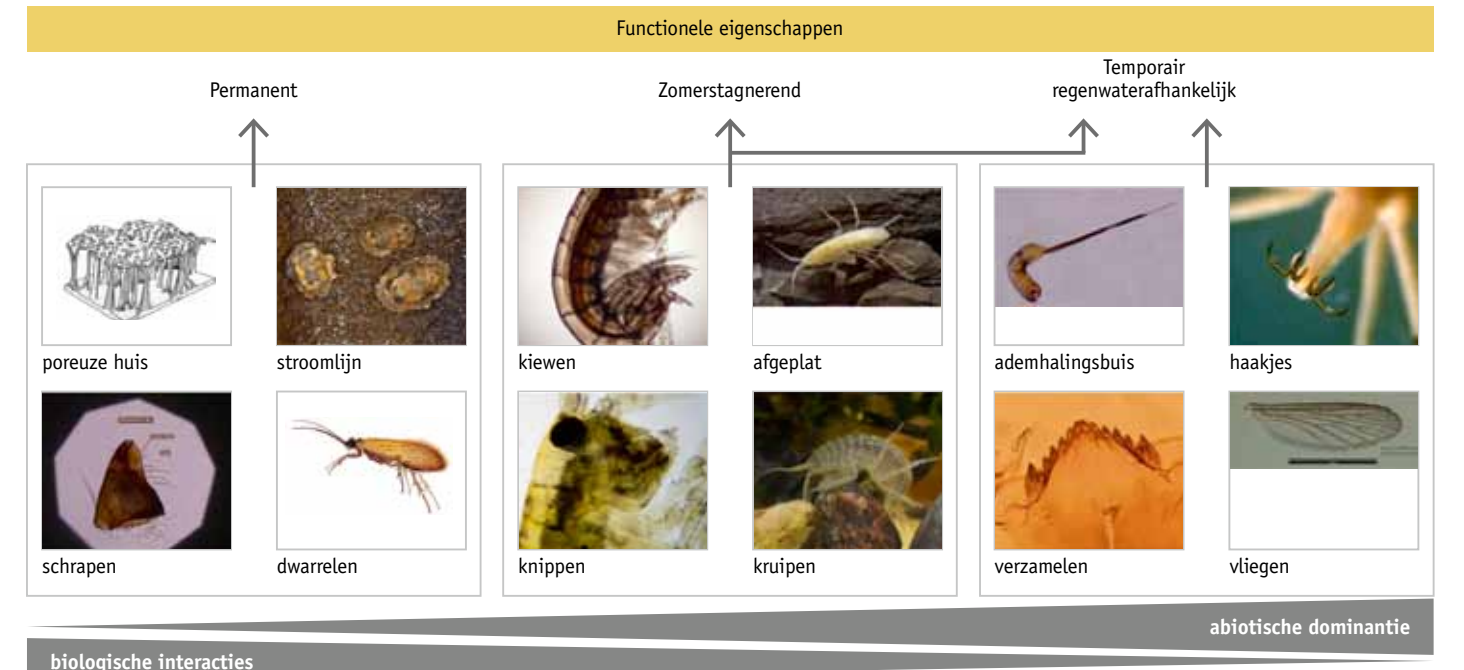 Functionele eigenschappen
Permanent
Zomerstagnerend
Temporair
regenwaterafhankelijk
poreuze huis
stroomlijn
kiewen
afgeplat
ademhalingsbuis
haakjes
schrapen
dwarrelen
knippen
kruipen
verzamelen
vliegen
abiotische dominantie
biologische interacties